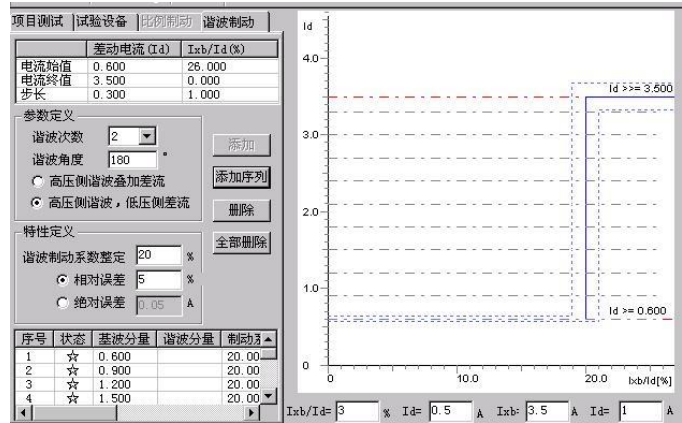 项目测试 试验设备 比例制动 谐波制动
差动电流(Id) Ixb/Id(%)
电流始值 0.600 26.000
电流终值 3.500 0.000
步长 0.300 1.000
参数定义
谐波次数 2
谐波角度 180 °
高压侧谐波叠加差流
高压侧谐波，低压侧差流
添加
添加序列
删除
全部删除
特性定义
谐波制动系数整定 20 %
相对误差 5 %
绝对误差 0.05 A
序号 状态 基波分量 谐波分量 制动系
1 ☆ 0.600 20.00
2 ☆ 0.900 20.00
3 ☆ 1.200 20.00
4 ☆ 1.500 20.00
Id
4.0
Id >>= 3.500
3.0
2.0
1.0
Id >= 0.600
0
0 10.0 20.0 Ixb/Id[%]
Ixb/Id= 3 % Id= 0.5 A Ixb= 3.5 A Id= 1 A